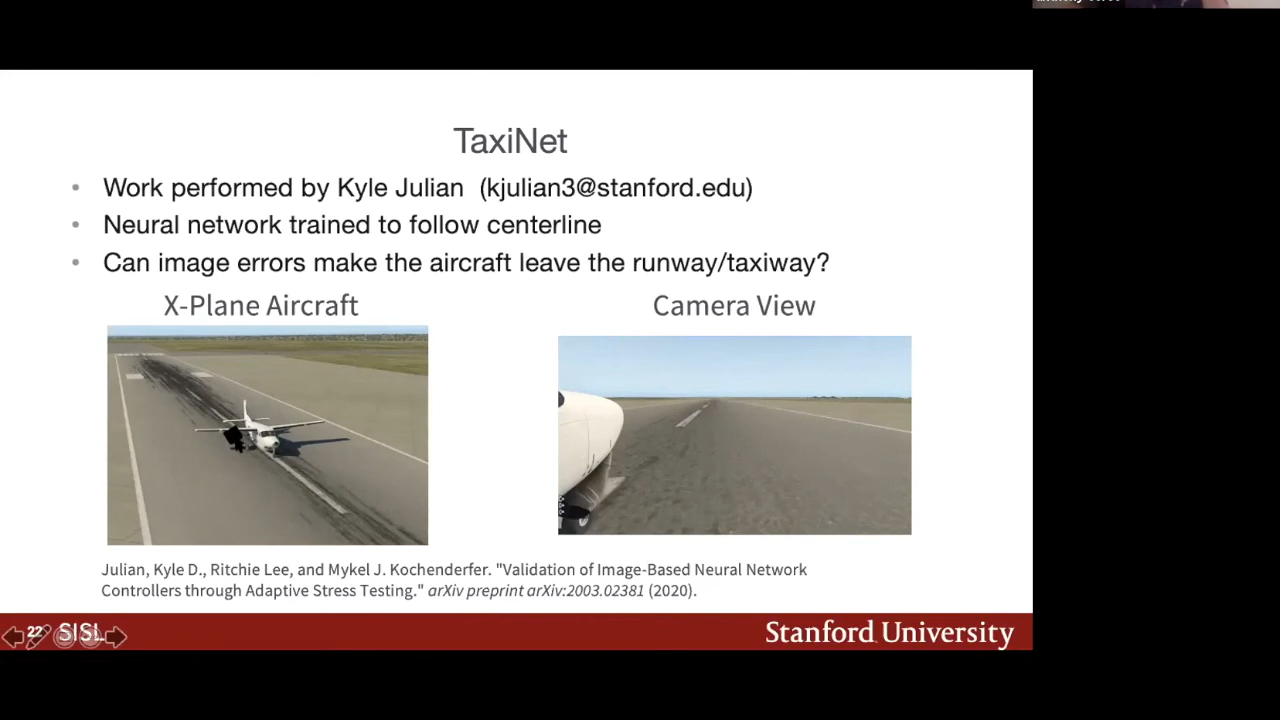 TaxiNet
• Work performed by Kyle Julian (kjulian3@stanford.edu)
• Neural network trained to follow centerline
• Can image errors make the aircraft leave the runway/taxiway?
X-Plane Aircraft
Camera View
Julian, Kyle D., Ritchie Lee, and Mykel J. Kochenderfer. "Validation of Image-Based Neural Network
Controllers through Adaptive Stress Testing." arXiv preprint arXiv:2003.02381 (2020).
22 SISL
Stanford University